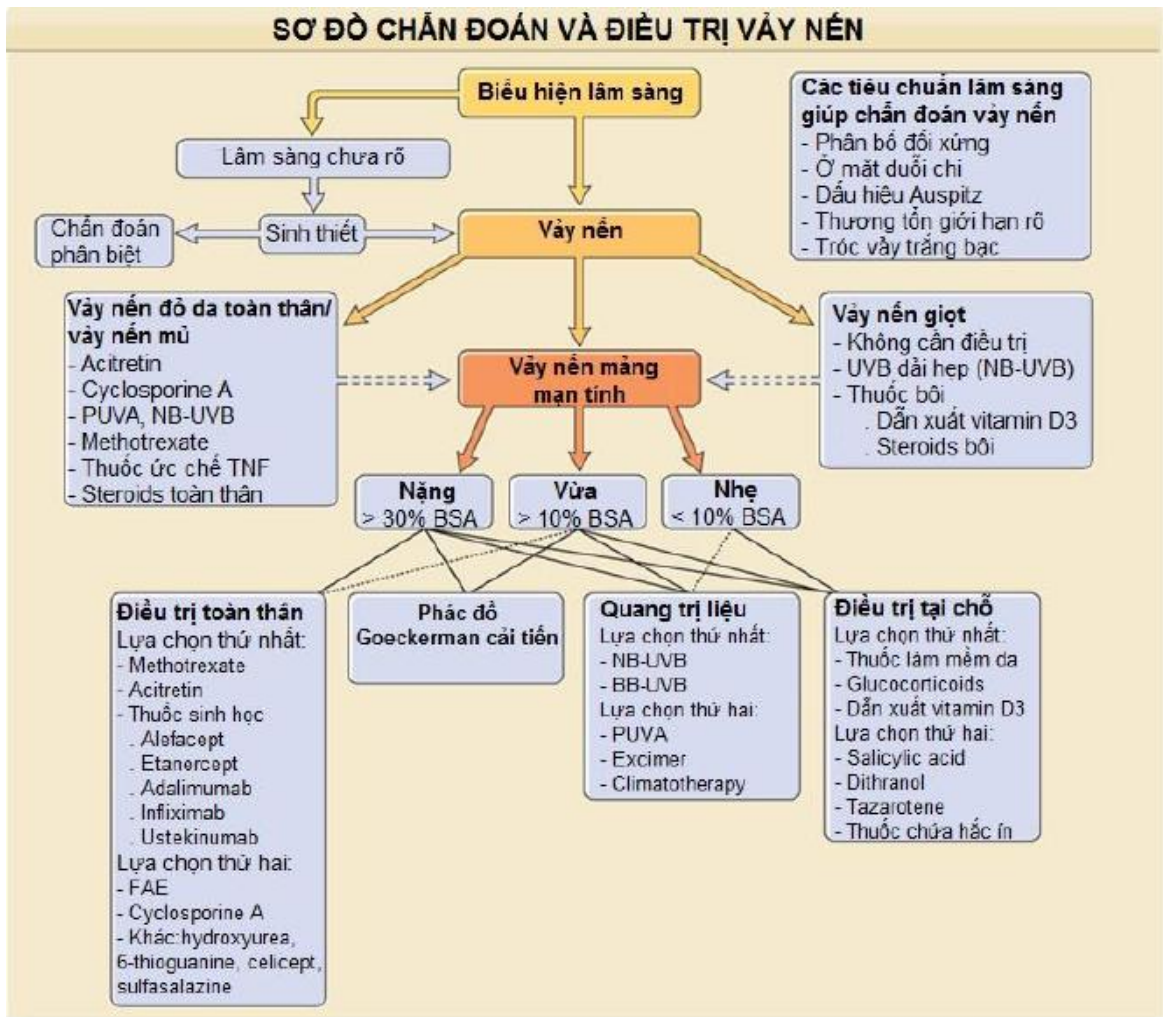 SƠ ĐỒ CHẨN ĐOÁN VÀ ĐIỀU TRỊ VẢY NẾN
Biểu hiện lâm sàng
Các tiêu chuẩn lâm sàng
giúp chẩn đoán vảy nến
- Phân bố đối xứng
- Ở mặt duỗi chi
- Dấu hiệu Auspitz
- Thương tổn giới hạn rõ
- Tróc vảy trắng bạc
Lâm sàng chưa rõ
Chẩn đoán
phân biệt
Sinh thiết
Vảy nến
Vảy nến đỏ da toàn thân/
vảy nến mủ
- Acitretin
- Cyclosporine A
- PUVA, NB-UVB
- Methotrexate
- Thuốc ức chế TNF
- Steroids toàn thân
Vảy nến mảng
mạn tính
Vảy nến giọt
- Không cần điều trị
- UVB dải hẹp (NB-UVB)
- Thuốc bôi
. Dẫn xuất vitamin D3
. Steroids bôi
Nặng
> 30% BSA
Vừa
> 10% BSA
Nhẹ
< 10% BSA
Điều trị toàn thân
Lựa chọn thứ nhất:
- Methotrexate
- Acitretin
- Thuốc sinh học
. Alefacept
. Etanercept
. Adalimumab
. Infliximab
. Ustekinumab
Lựa chọn thứ hai:
- FAE
- Cyclosporine A
- Khác:hydroxyurea,
6-thioguanine, celicept,
sulfasalazine
Phác đồ
Goeckerman cải tiến
Quang trị liệu
Lựa chọn thứ nhất:
- NB-UVB
- BB-UVB
Lựa chọn thứ hai:
- PUVA
- Excimer
- Climatotherapy
Điều trị tại chỗ
Lựa chọn thứ nhất:
- Thuốc làm mềm da
- Glucocorticoids
- Dẫn xuất vitamin D3
Lựa chọn thứ hai:
- Salicylic acid
- Dithranol
- Tazarotene
- Thuốc chứa hắc ín